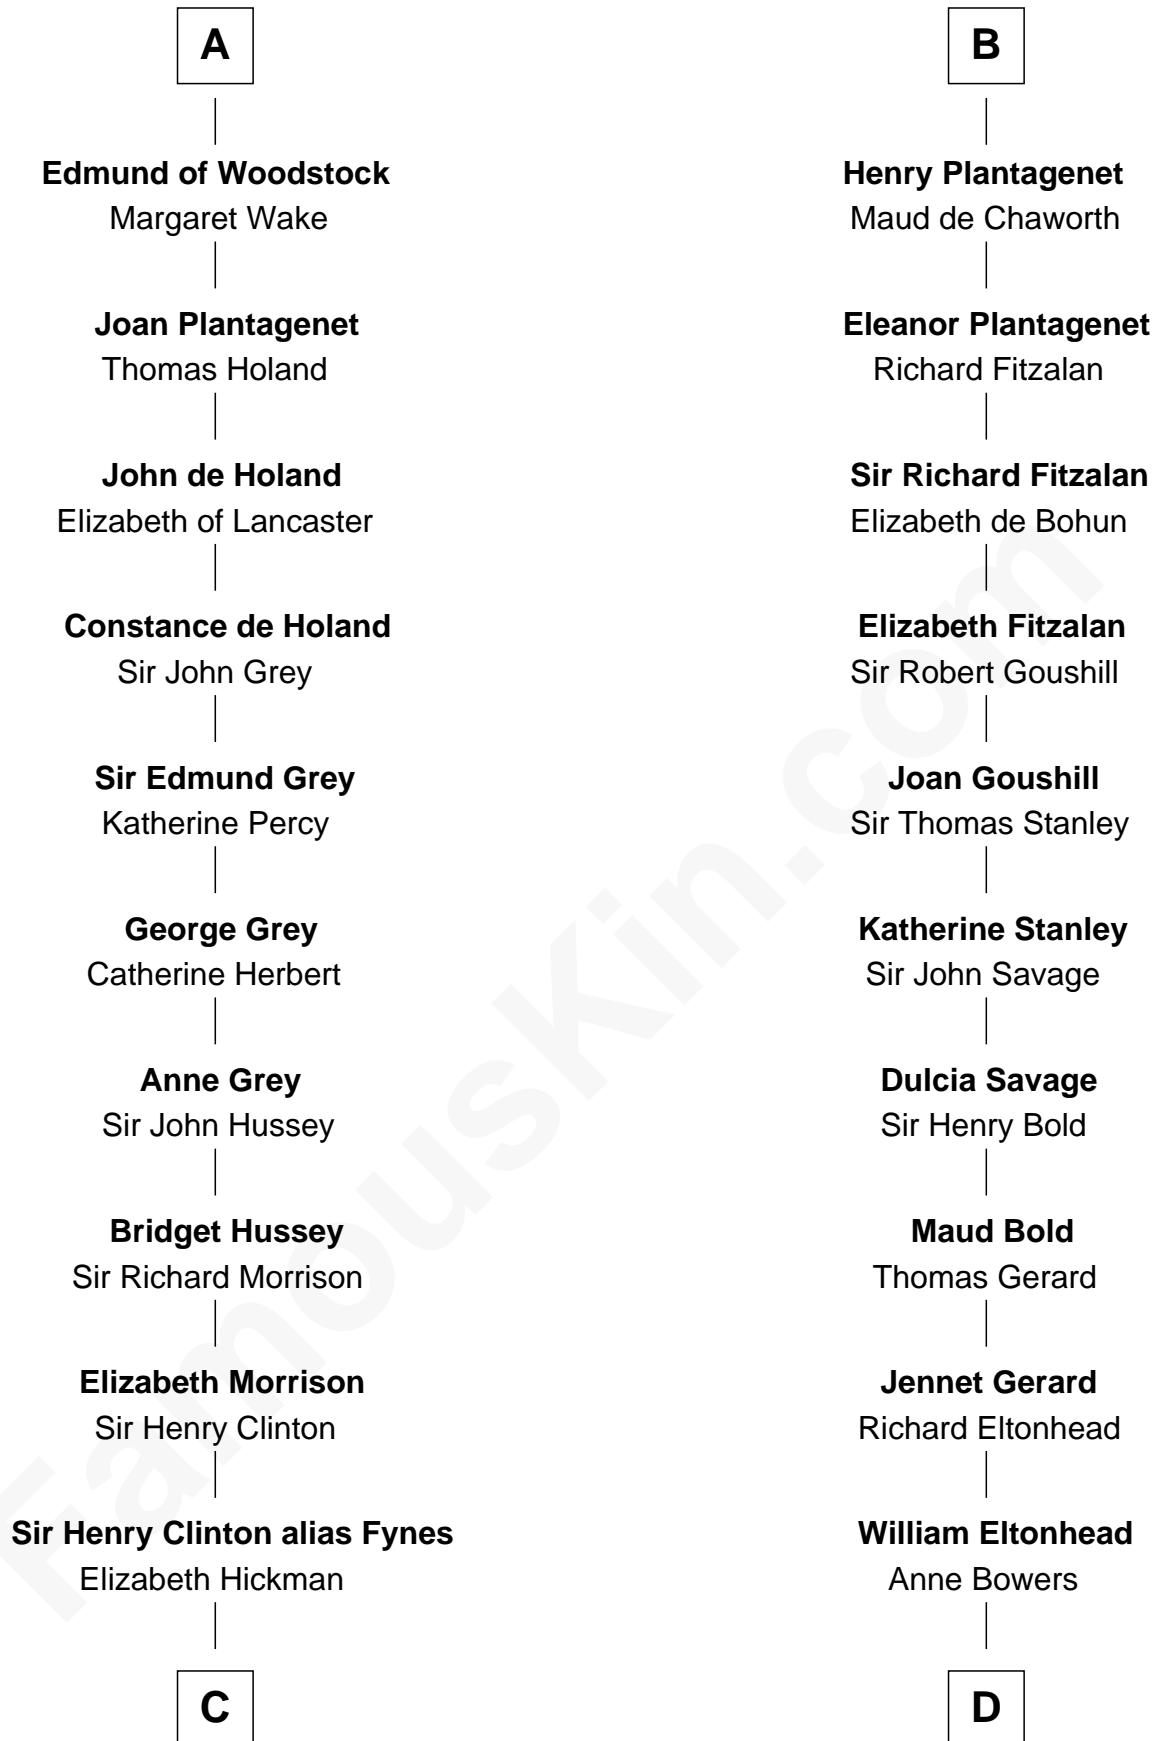 A
Edmund of Woodstock
Margaret Wake
Joan Plantagenet
Thomas Holand
John de Holand
Elizabeth of Lancaster
Constance de Holand
Sir John Grey
Sir Edmund Grey
Katherine Percy
George Grey
Catherine Herbert
Anne Grey
Sir John Hussey
Bridget Hussey
Sir Richard Morrison
Elizabeth Morrison
Sir Henry Clinton
Sir Henry Clinton alias Fynes
Elizabeth Hickman
C
B
Henry Plantagenet
Maud de Chaworth
Eleanor Plantagenet
Richard Fitzalan
Sir Richard Fitzalan
Elizabeth de Bohun
Elizabeth Fitzalan
Sir Robert Goushill
Joan Goushill
Sir Thomas Stanley
Katherine Stanley
Sir John Savage
Dulcia Savage
Sir Henry Bold
Maud Bold
Thomas Gerard
Jennet Gerard
Richard Eltonhead
William Eltonhead
Anne Bowers
D
FamousKin.com